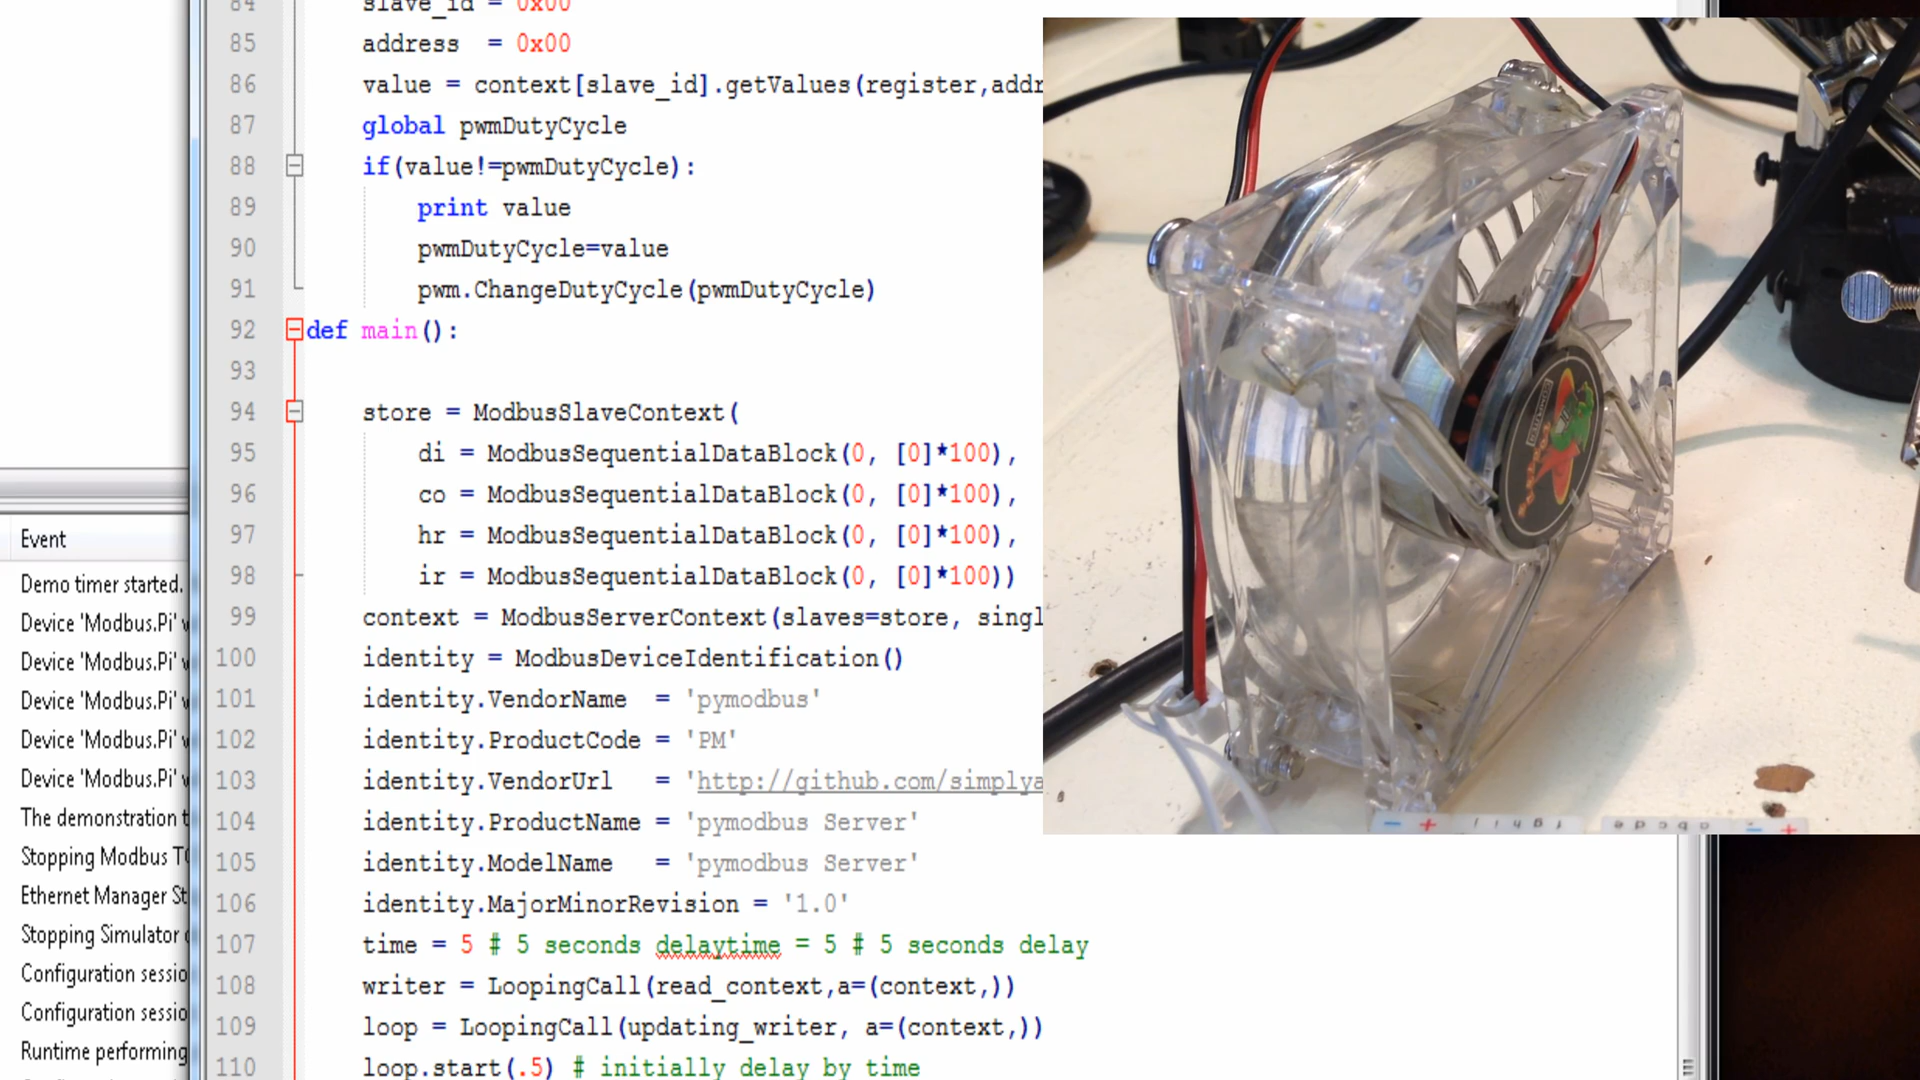 84 slave_id = 0x00
85 address = 0x00
86 value = context[slave_id].getValues(register,addr
87 global pwmDutyCycle
88 if(value!=pwmDutyCycle):
89 print value
90 pwmDutyCycle=value
91 pwm.ChangeDutyCycle(pwmDutyCycle)
92 def main():
93
94 store = ModbusSlaveContext(
95 di = ModbusSequentialDataBlock(0, [0]*100),
96 co = ModbusSequentialDataBlock(0, [0]*100),
97 hr = ModbusSequentialDataBlock(0, [0]*100),
98 ir = ModbusSequentialDataBlock(0, [0]*100))
99 context = ModbusServerContext(slaves=store, singl
100 identity = ModbusDeviceIdentification()
101 identity.VendorName = 'pymodbus'
102 identity.ProductCode = 'PM'
103 identity.VendorUrl = 'http://github.com/simplya
104 identity.ProductName = 'pymodbus Server'
105 identity.ModelName = 'pymodbus Server'
106 identity.MajorMinorRevision = '1.0'
107 time = 5 # 5 seconds delaytime = 5 # 5 seconds delay
108 writer = LoopingCall(read_context,a=(context,))
109 loop = LoopingCall(updating_writer, a=(context,))
110 loop.start(.5) # initially delay by time
Event
Demo timer started.
Device 'Modbus.Pi' w
Device 'Modbus.Pi' w
Device 'Modbus.Pi' w
Device 'Modbus.Pi' w
Device 'Modbus.Pi' w
The demonstration t
Stopping Modbus TC
Ethernet Manager St
Stopping Simulator
Configuration sessio
Configuration sessio
Runtime performing